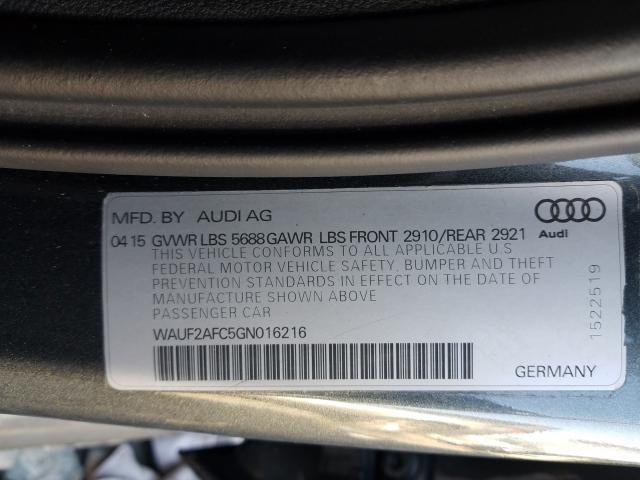 MFD. BY AUDI AG
04 15 GVWR LBS 5688 GAWR LBS FRONT 2910/REAR 2921
THIS VEHICLE CONFORMS TO ALL APPLICABLE U S
FEDERAL MOTOR VEHICLE SAFETY, BUMPER AND THEFT
PREVENTION STANDARDS IN EFFECT ON THE DATE OF
MANUFACTURE SHOWN ABOVE
PASSENGER CAR
WAUF2AFC5GN016216
GERMANY
Audi
1522519